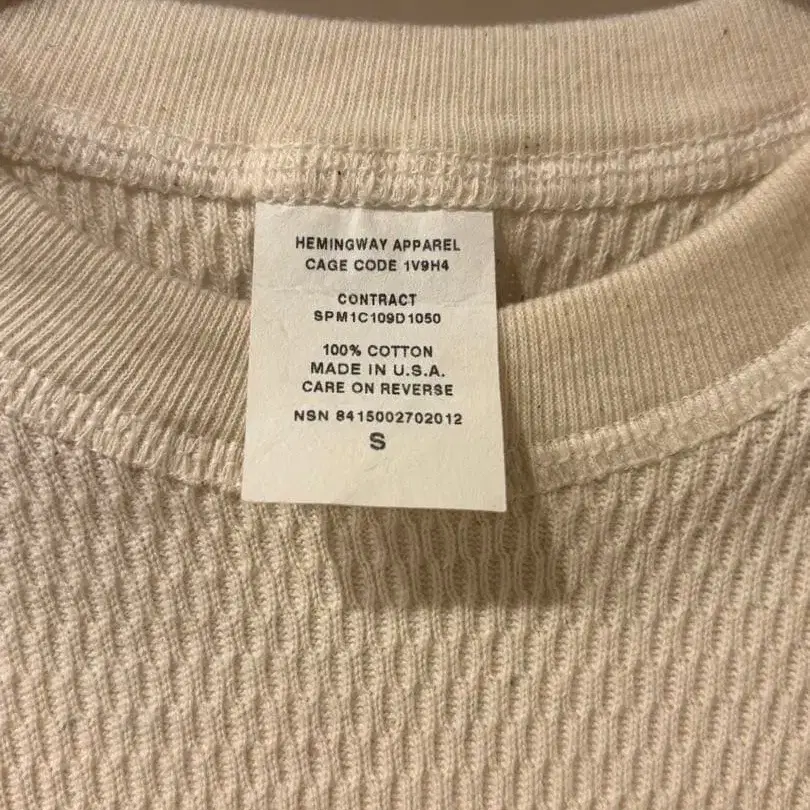 HEMINGWAY APPAREL
CAGE CODE 1V9H4
CONTRACT
SPM1C109D1050
100% COTTON
MADE IN U.S.A.
CARE ON REVERSE
NSN 8415002702012
S